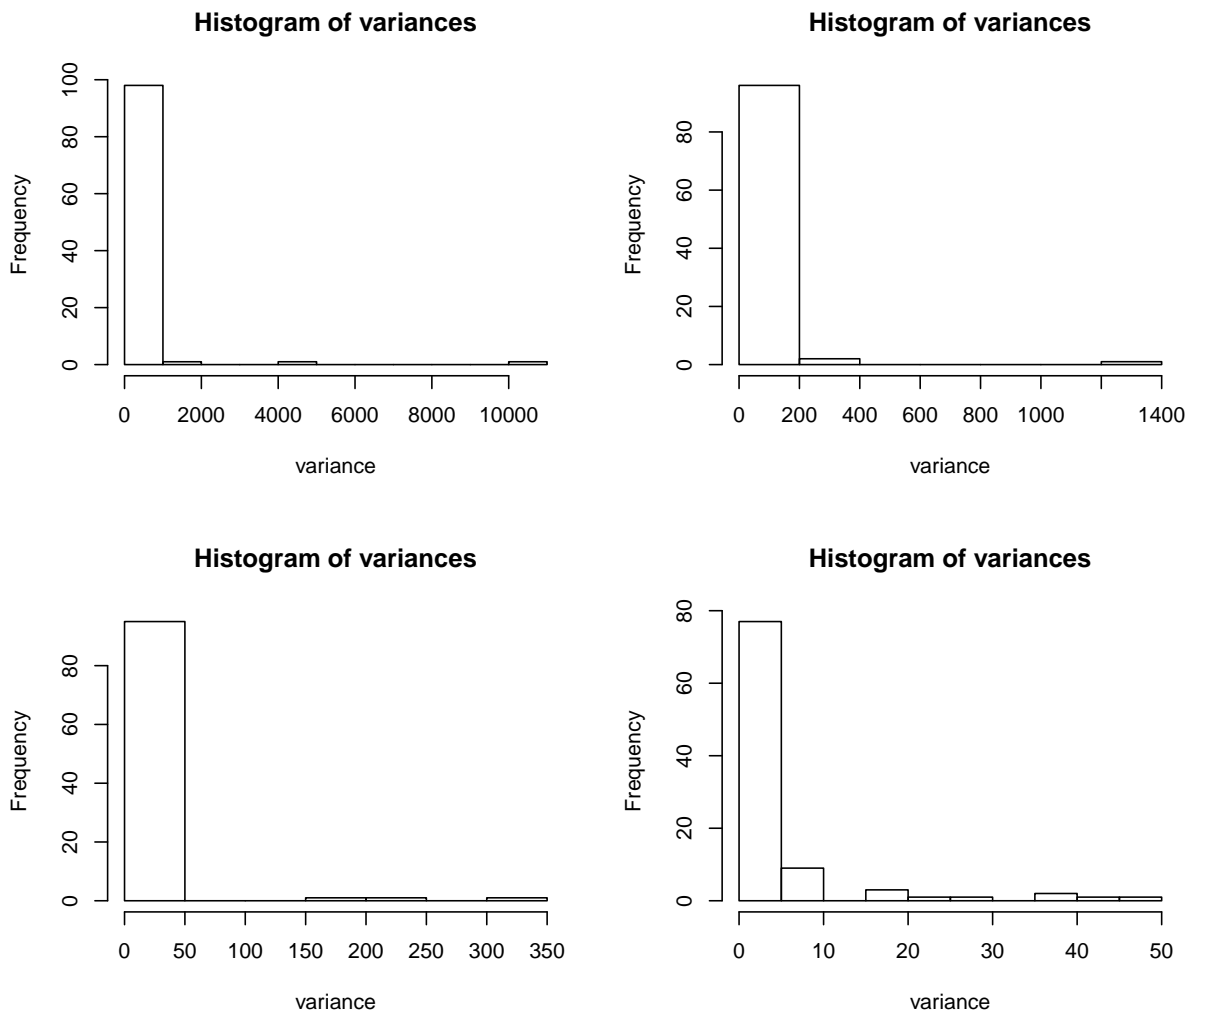 Histogram of variances
Frequency
0 20 40 60 80 100
0 2000 4000 6000 8000 10000
variance
Histogram of variances
Frequency
0 20 40 60 80
0 200 400 600 800 1000 1400
variance
Histogram of variances
Frequency
0 20 40 60 80
0 50 100 150 200 250 300 350
variance
Histogram of variances
Frequency
0 20 40 60 80
0 10 20 30 40 50
variance